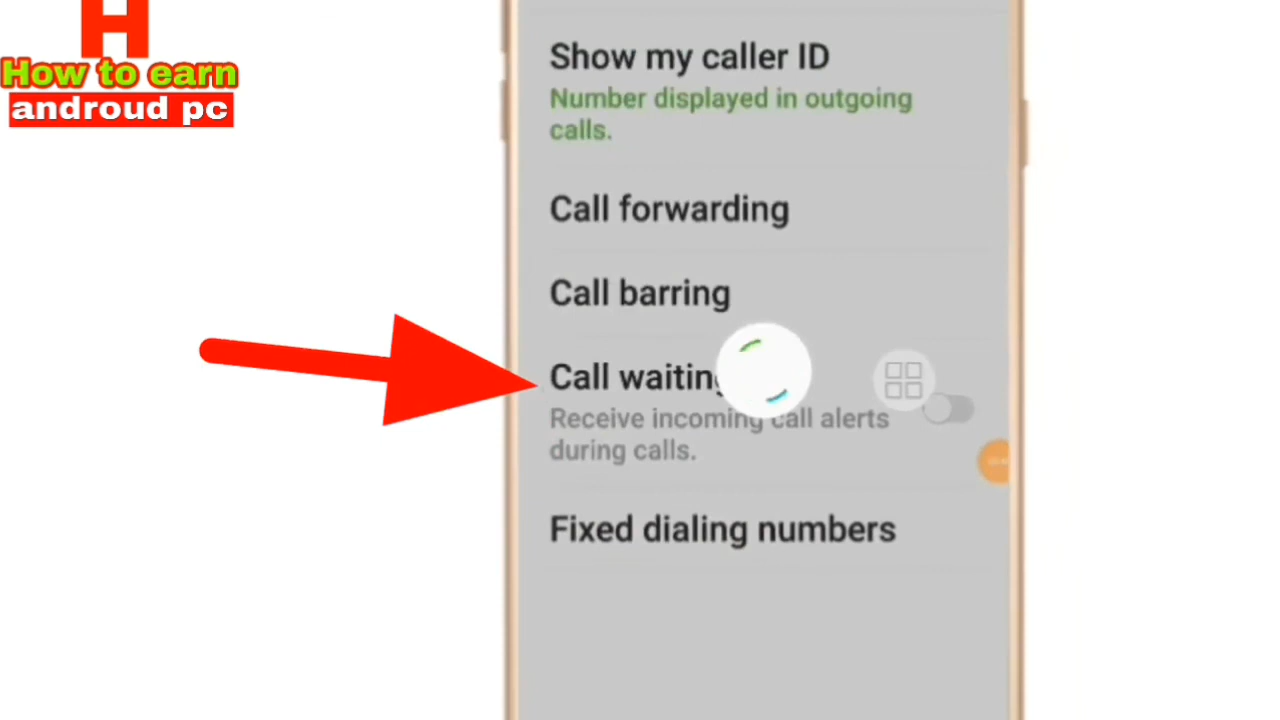 H
How to earn
androud pc
Show my caller ID
Number displayed in outgoing
calls.
Call forwarding
Call barring
Call waiting
Receive incoming call alerts
during calls.
Fixed dialing numbers